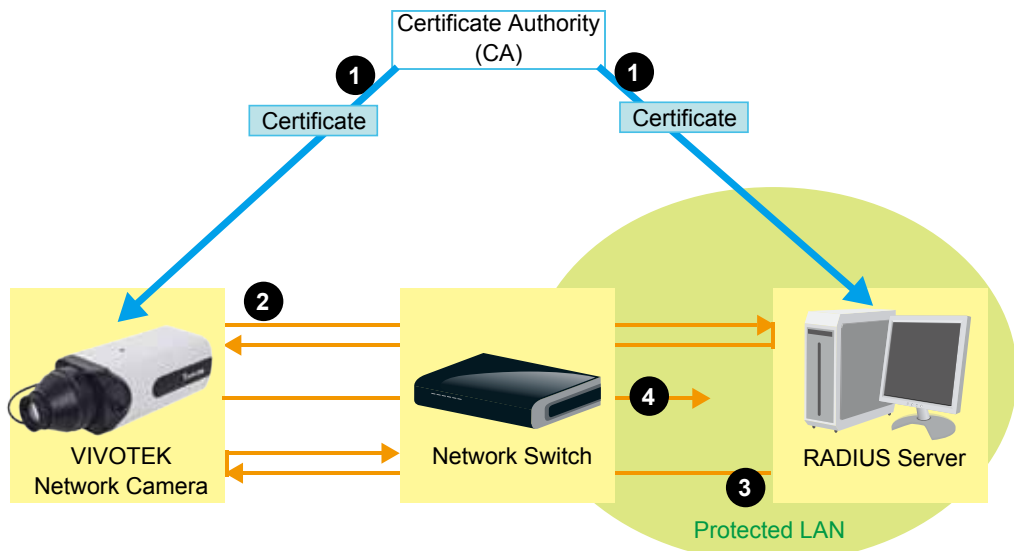 Certificate Authority
(CA)
1
1
Certificate
Certificate
2
4
VIVOTEK
Network Camera
Network Switch
RADIUS Server
3
Protected LAN